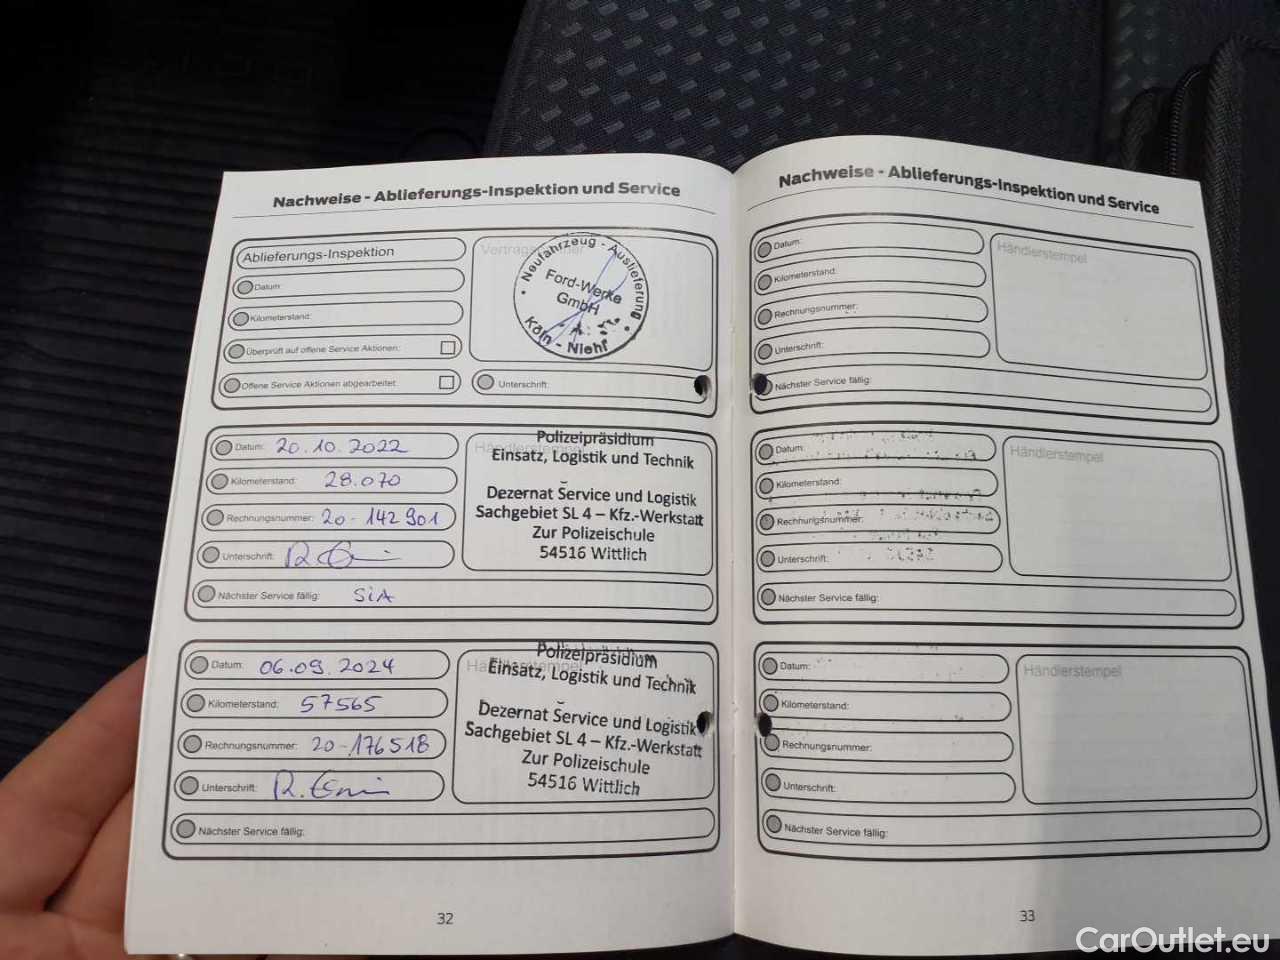 Nachweise - Ablieferungs-Inspektion und Service
Ablieferungs-Inspektion
Datum:
Kilometerstand:
Überprüft auf offene Service Aktionen:
Offene Service Aktionen abgearbeitet:
Neufahrzeug - Auslieferung
Ford-Werke
GmbH
Köln - Niehl
Unterschrift:
Datum: 20.10.2022
Kilometerstand: 28.070
Rechnungsnummer: 20-142901
Unterschrift:
Nächster Service fällig: SiA
Händlerstempel
Polizeipräsidium
Einsatz, Logistik und Technik
Dezernat Service und Logistik
Sachgebiet SL 4 – Kfz.-Werkstatt
Zur Polizeischule
54516 Wittlich
Datum: 06.09.2024
Kilometerstand: 57565
Rechnungsnummer: 20-176518
Unterschrift:
Nächster Service fällig:
Händlerstempel
Polizeipräsidium
Einsatz, Logistik und Technik
Dezernat Service und Logistik
Sachgebiet SL 4 – Kfz.-Werkstatt
Zur Polizeischule
54516 Wittlich
32
Nachweise - Ablieferungs-Inspektion und Service
Datum:
Kilometerstand:
Rechnungsnummer:
Unterschrift:
Nächster Service fällig:
Händlerstempel
Datum:
Kilometerstand:
Rechnungsnummer:
Unterschrift:
Nächster Service fällig:
Händlerstempel
Datum:
Kilometerstand:
Rechnungsnummer:
Unterschrift:
Nächster Service fällig:
Händlerstempel
33
CarOutlet.eu